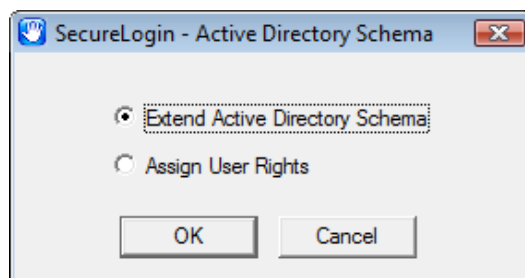 SecureLogin - Active Directory Schema
Extend Active Directory Schema
Assign User Rights
OK Cancel